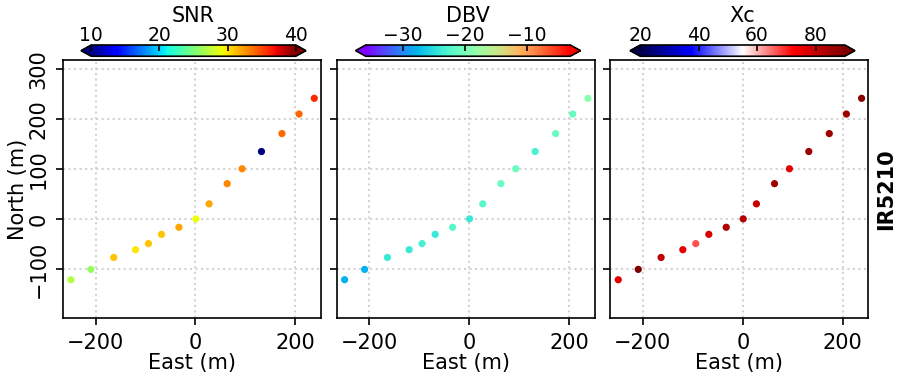 SNR DBV Xc
10 20 30 40 −30 −20 −10 20 40 60 80
300
200
100
0
−100
North (m)
IR5210
−200 0 200 −200 0 200 −200 0 200
East (m) East (m) East (m)